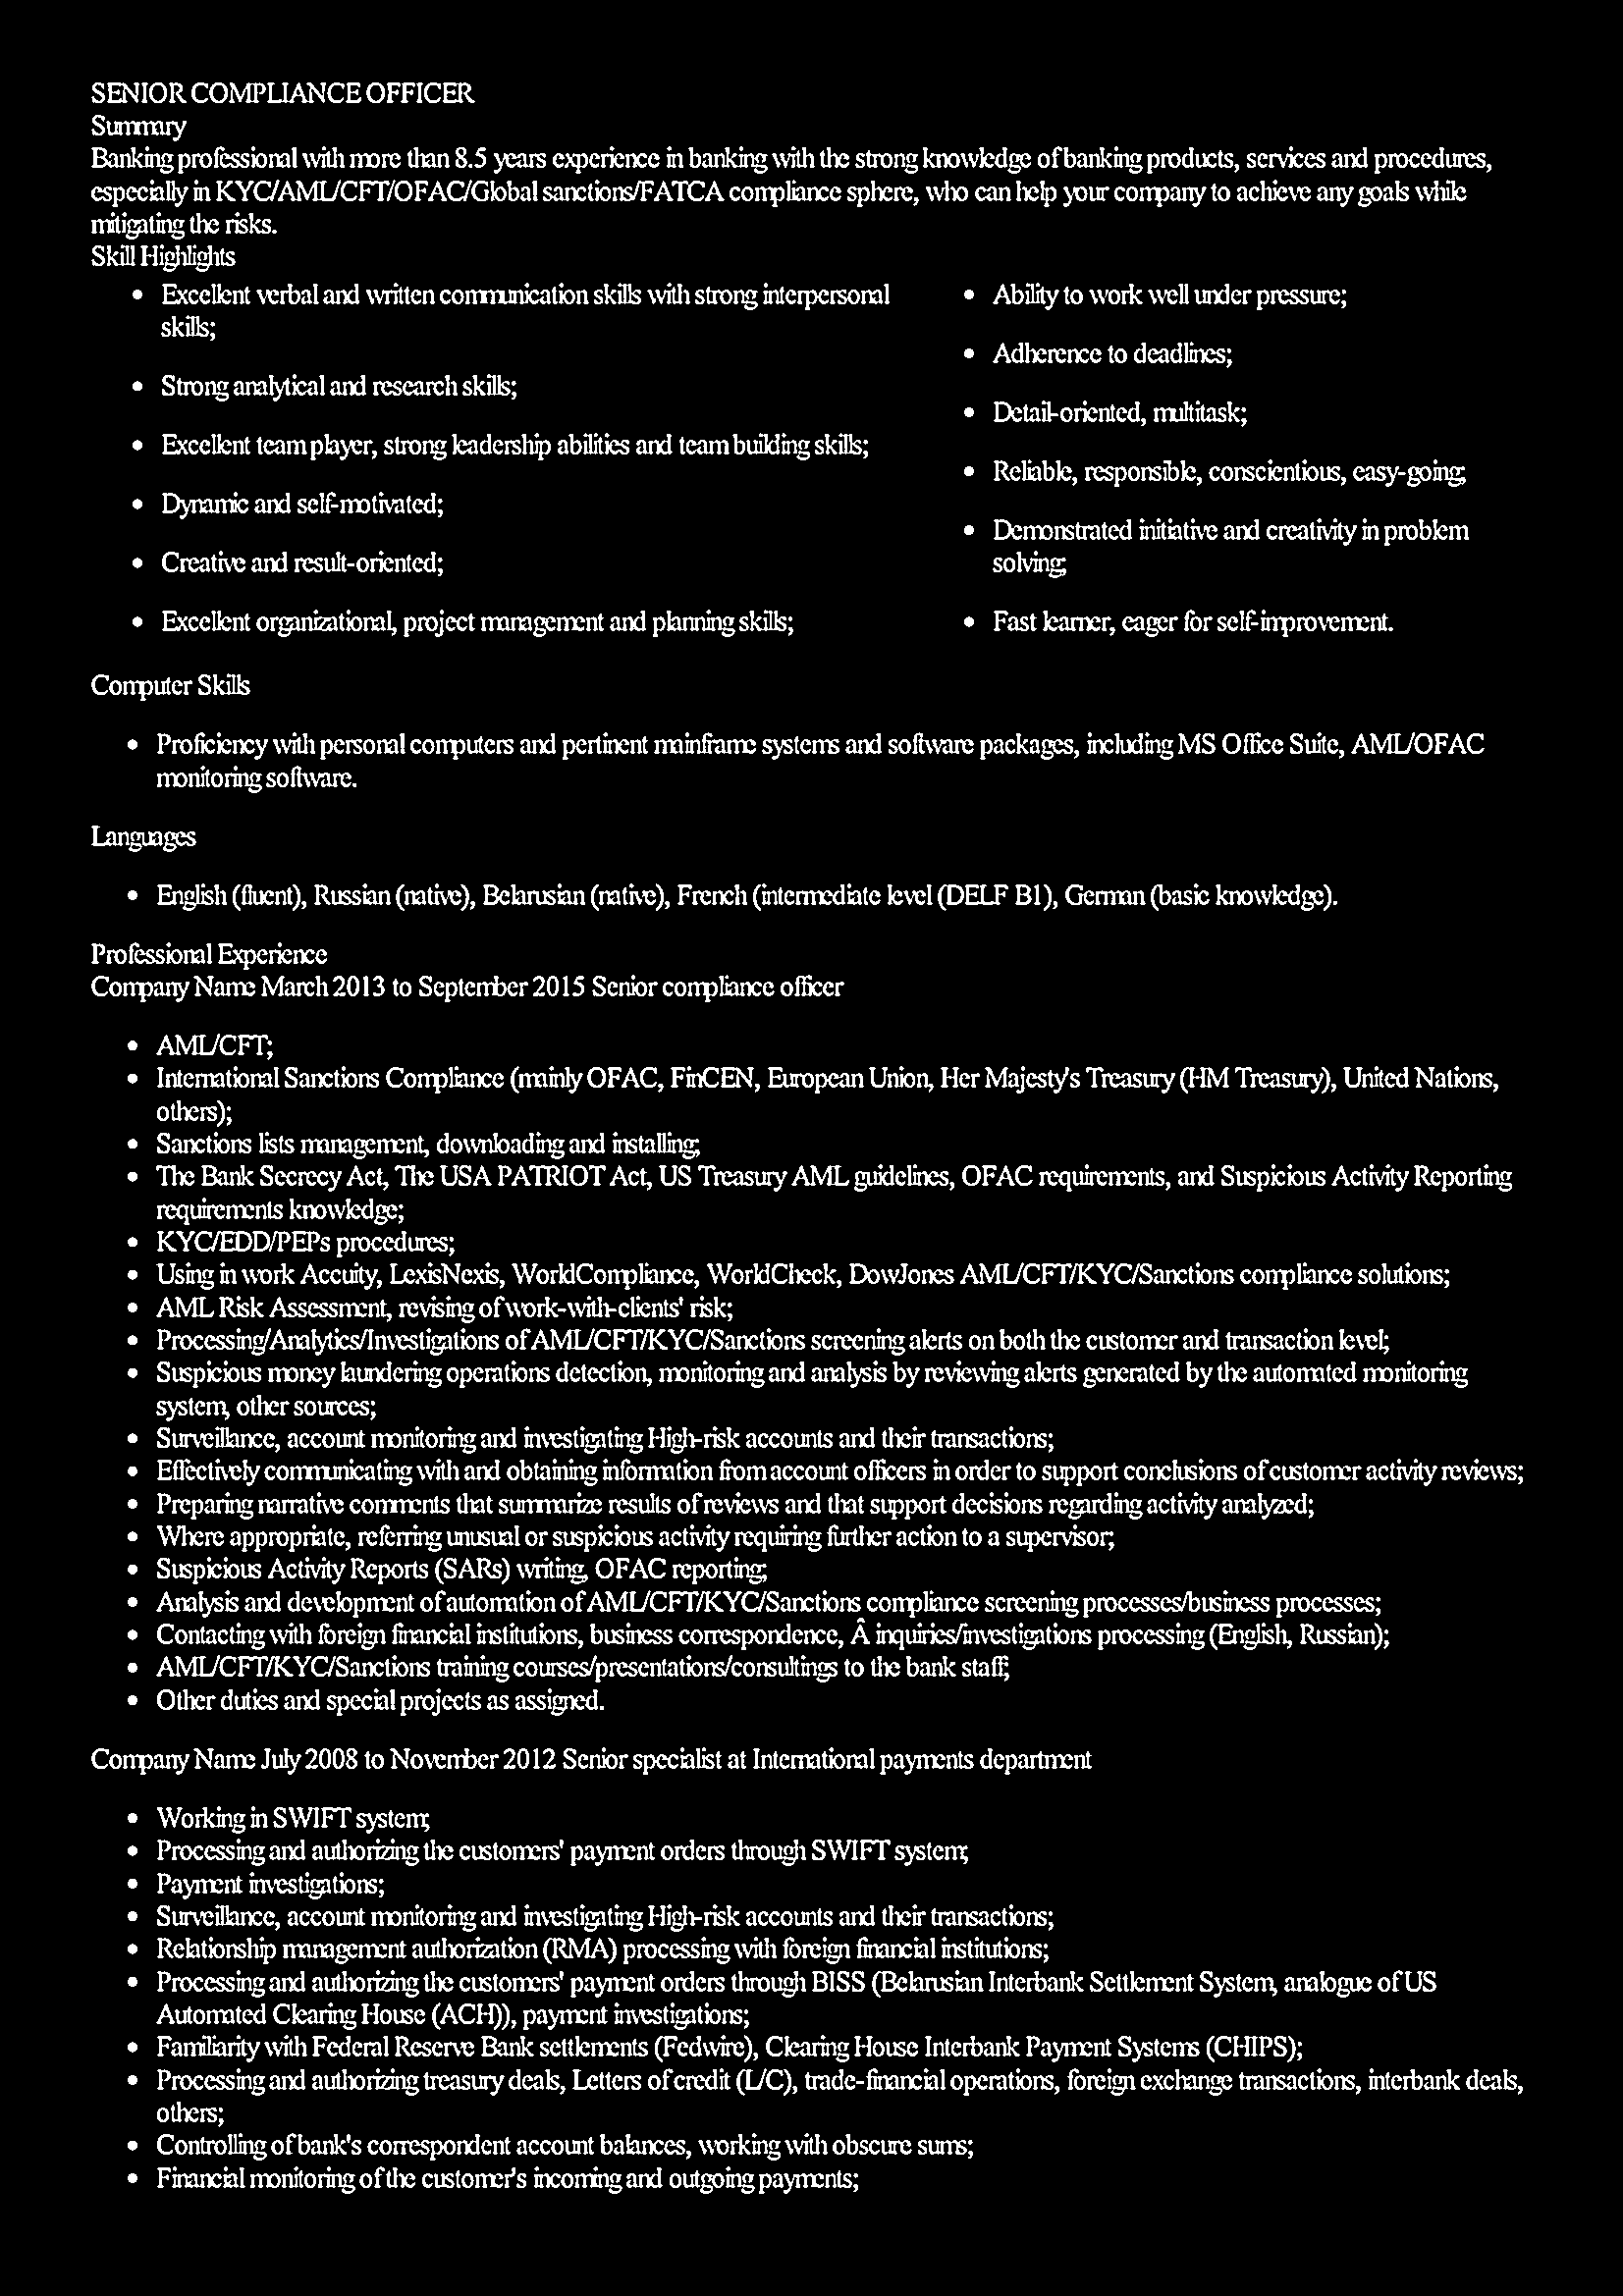 SENIOR COMPLIANCE OFFICER
Summary
Banking professional with more than 8.5 years experience in banking with the strong knowledge of banking products, services and procedures,
especially in KYC/AML/CFT/OFAC/Global sanctions/FATCA compliance sphere, who can help your company to achieve any goals while
mitigating the risks.
Skill Highlights
• Excellent verbal and written communication skills with strong interpersonal
skills;
• Strong analytical and research skills;
• Excellent team player, strong leadership abilities and team building skills;
• Dynamic and self-motivated;
• Creative and result-oriented;
• Excellent organizational, project management and planning skills;
• Ability to work well under pressure;
• Adherence to deadlines;
• Detail-oriented, multitask;
• Reliable, responsible, conscientious, easy-going;
• Demonstrated initiative and creativity in problem
solving;
• Fast learner, eager for self-improvement.
Computer Skills
• Proficiency with personal computers and pertinent mainframe systems and software packages, including MS Office Suite, AML/OFAC
monitoring software.
Languages
• English (fluent), Russian (native), Belarusian (native), French (intermediate level (DELF B1), German (basic knowledge).
Professional Experience
Company Name March 2013 to September 2015 Senior compliance officer
• AML/CFT;
• International Sanctions Compliance (mainly OFAC, FinCEN, European Union, Her Majesty's Treasury (HM Treasury), United Nations,
others);
• Sanctions lists management, downloading and installing;
• The Bank Secrecy Act, The USA PATRIOT Act, US Treasury AML guidelines, OFAC requirements, and Suspicious Activity Reporting
requirements knowledge;
• KYC/EDD/PEPs procedures;
• Using in work Accuity, LexisNexis, WorldCompliance, WorldCheck, DowJones AML/CFT/KYC/Sanctions compliance solutions;
• AML Risk Assessment, revising of work-with-clients' risk;
• Processing/Analytics/Investigations of AML/CFT/KYC/Sanctions screening alerts on both the customer and transaction level;
• Suspicious money laundering operations detection, monitoring and analysis by reviewing alerts generated by the automated monitoring
system, other sources;
• Surveillance, account monitoring and investigating High-risk accounts and their transactions;
• Effectively communicating with and obtaining information from account officers in order to support conclusions of customer activity reviews;
• Preparing narrative comments that summarize results of reviews and that support decisions regarding activity analyzed;
• Where appropriate, referring unusual or suspicious activity requiring further action to a supervisor;
• Suspicious Activity Reports (SARs) writing, OFAC reporting;
• Analysis and development of automation of AML/CFT/KYC/Sanctions compliance screening processes/business processes;
• Contacting with foreign financial institutions, business correspondence, Â inquiries/investigations processing (English, Russian);
• AML/CFT/KYC/Sanctions training courses/presentations/consultings to the bank staff;
• Other duties and special projects as assigned.
Company Name July 2008 to November 2012 Senior specialist at International payments department
• Working in SWIFT system;
• Processing and authorizing the customers' payment orders through SWIFT system;
• Payment investigations;
• Surveillance, account monitoring and investigating High-risk accounts and their transactions;
• Relationship management authorization (RMA) processing with foreign financial institutions;
• Processing and authorizing the customers' payment orders through BISS (Belarusian Interbank Settlement System, analogue of US
Automated Clearing House (ACH)), payment investigations;
• Familiarity with Federal Reserve Bank settlements (Fedwire), Clearing House Interbank Payment Systems (CHIPS);
• Processing and authorizing treasury deals, Letters of credit (L/C), trade-financial operations, foreign exchange transactions, interbank deals,
others;
• Controlling of bank's correspondent account balances, working with obscure sums;
• Financial monitoring of the customer's incoming and outgoing payments;